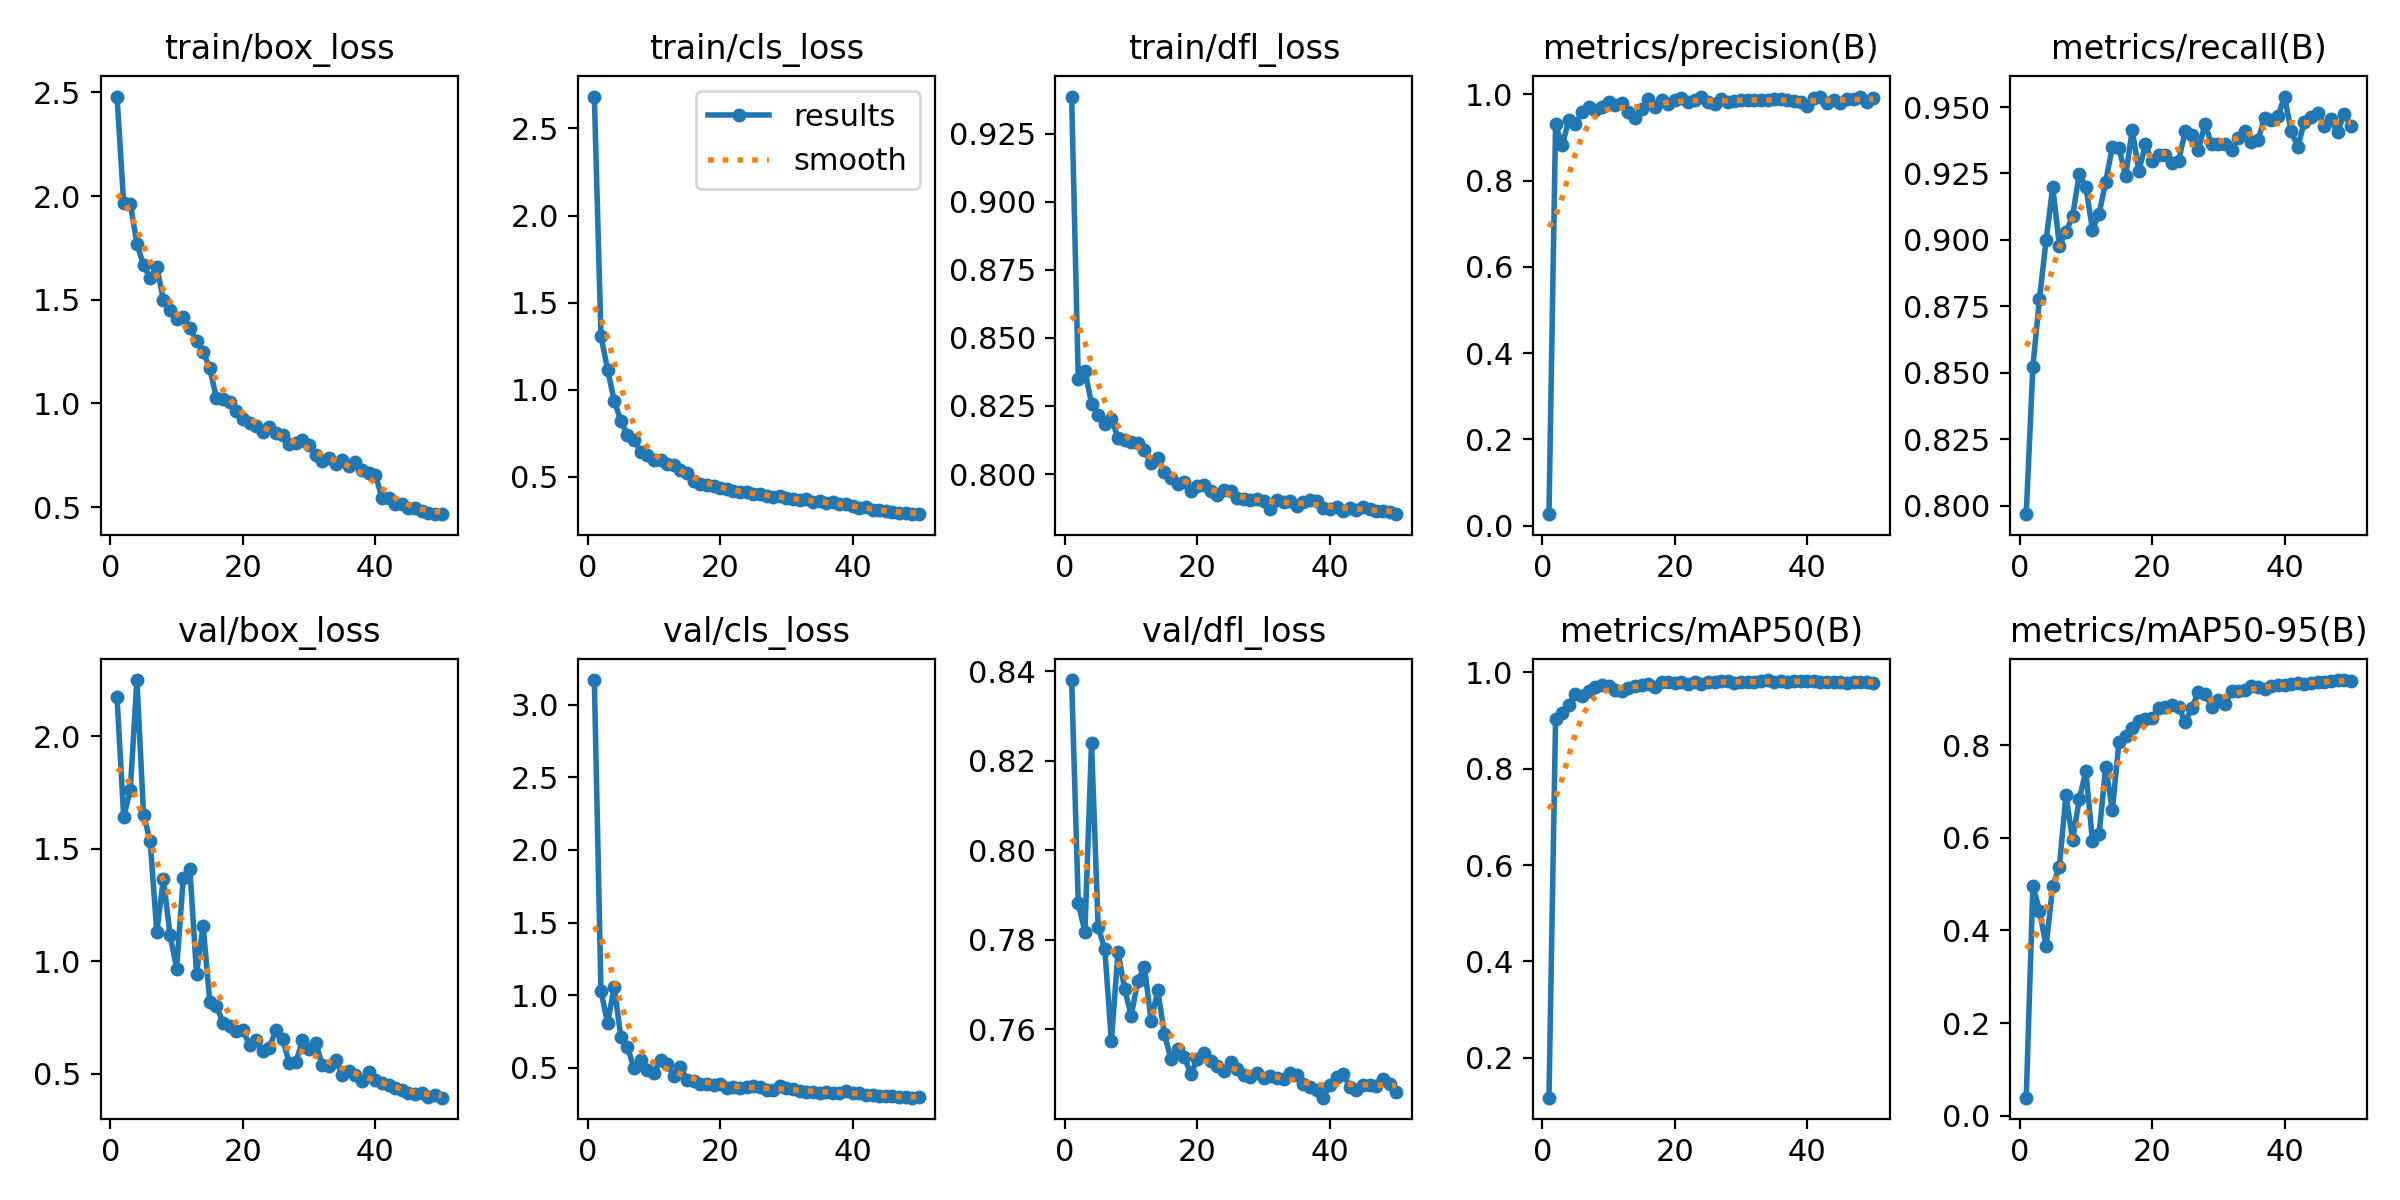 train/box_loss
2.5
2.0
1.5
1.0
0.5
0 20 40
train/cls_loss
results
smooth
2.5
2.0
1.5
1.0
0.5
0 20 40
train/dfl_loss
0.925
0.900
0.875
0.850
0.825
0.800
0 20 40
metrics/precision(B)
1.0
0.8
0.6
0.4
0.2
0.0
0 20 40
metrics/recall(B)
0.950
0.925
0.900
0.875
0.850
0.825
0.800
0 20 40
val/box_loss
2.0
1.5
1.0
0.5
0 20 40
val/cls_loss
3.0
2.5
2.0
1.5
1.0
0.5
0 20 40
val/dfl_loss
0.84
0.82
0.80
0.78
0.76
0 20 40
metrics/mAP50(B)
1.0
0.8
0.6
0.4
0.2
0 20 40
metrics/mAP50-95(B)
0.8
0.6
0.4
0.2
0.0
0 20 40